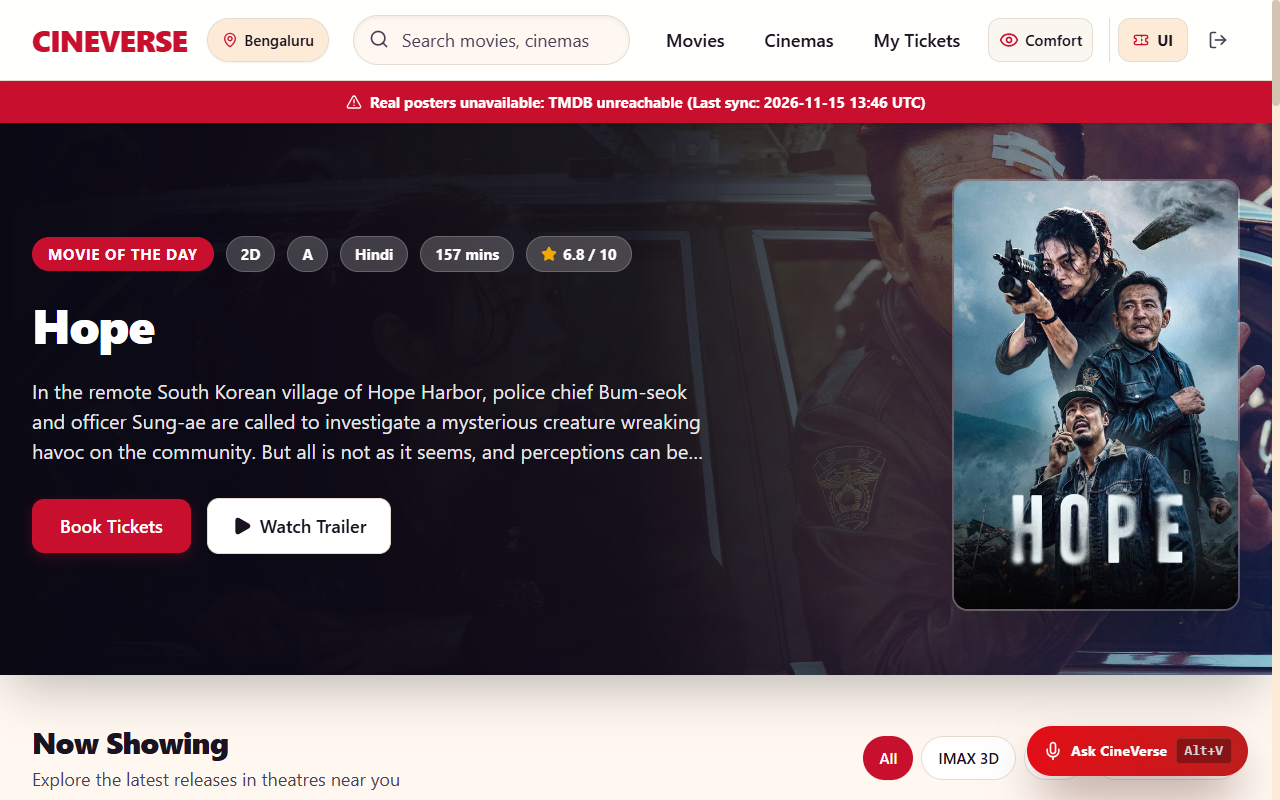 CINEVERSE
Bengaluru
Search movies, cinemas
Movies
Cinemas
My Tickets
Comfort
UI
Real posters unavailable: TMDB unreachable (Last sync: 2026-11-15 13:46 UTC)
MOVIE OF THE DAY
2D
A
Hindi
157 mins
6.8 / 10
Hope
In the remote South Korean village of Hope Harbor, police chief Bum-seok
and officer Sung-ae are called to investigate a mysterious creature wreaking
havoc on the community. But all is not as it seems, and perceptions can be...
Book Tickets
Watch Trailer
HOPE
Now Showing
Explore the latest releases in theatres near you
All
IMAX 3D
Ask CineVerse Alt+V